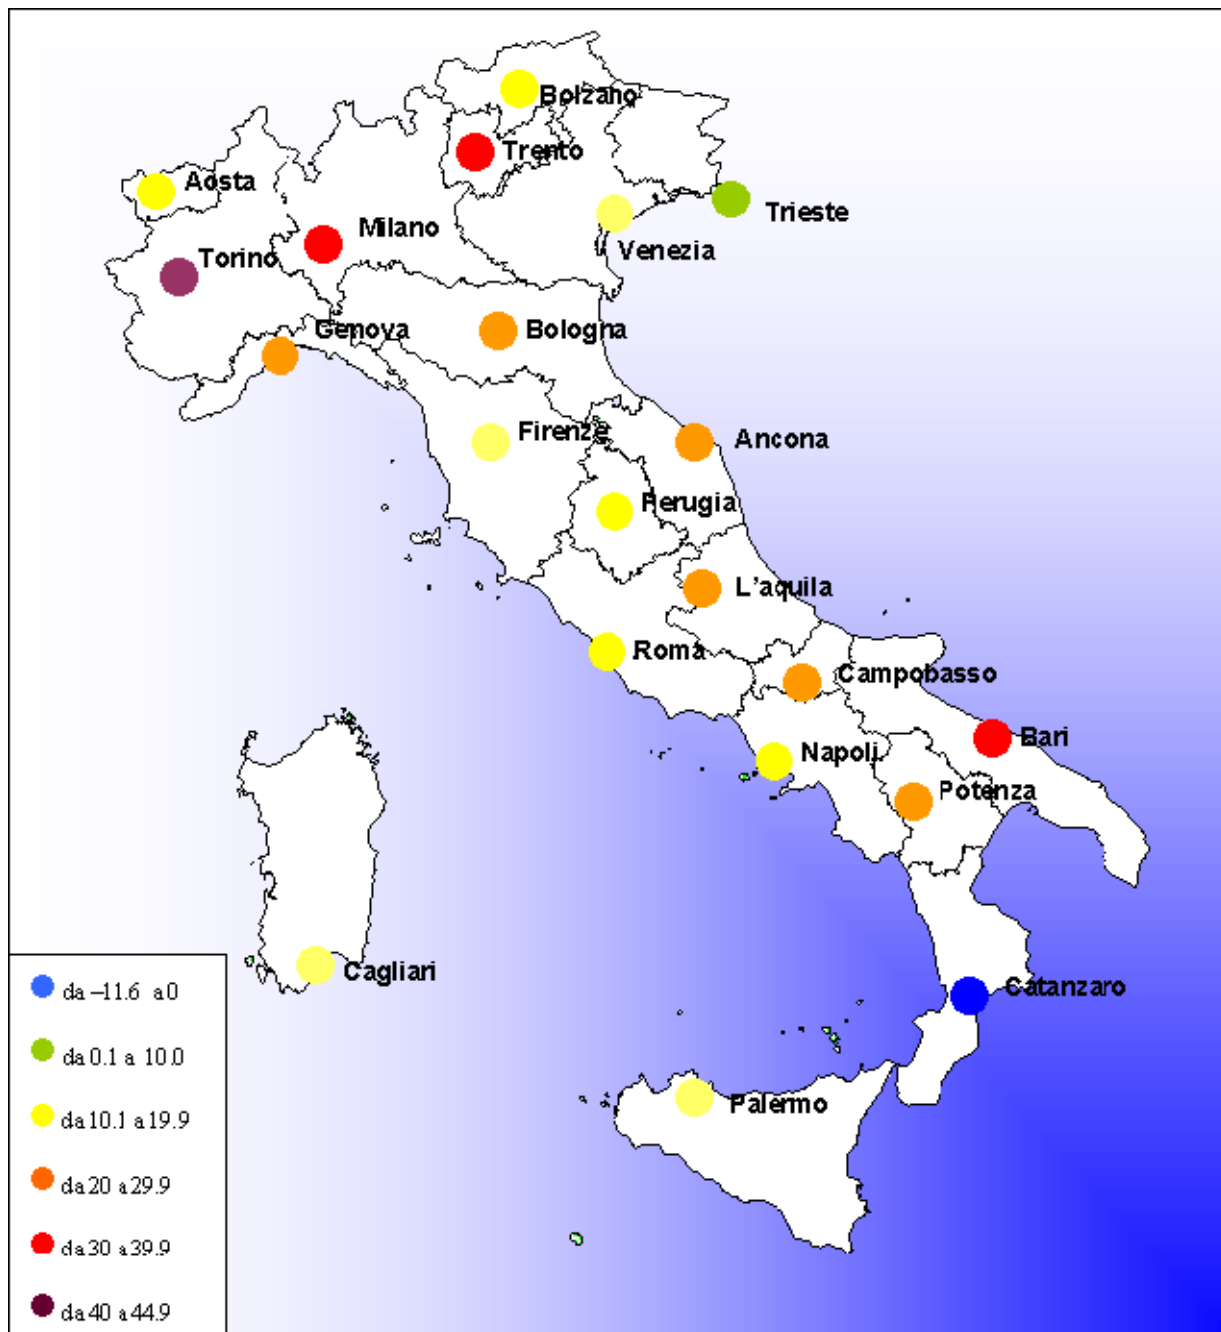 Bolzano
Trento
Aosta
Milano
Trieste
Venezia
Torino
Genova
Bologna
Firenze
Ancona
Perugia
L'aquila
Roma
Campobasso
Bari
Napoli
Potenza
Cagliari
Catanzaro
Palermo
da –11.6 a 0
da 0.1 a 10.0
da 10.1 a 19.9
da 20 a 29.9
da 30 a 39.9
da 40 a 44.9